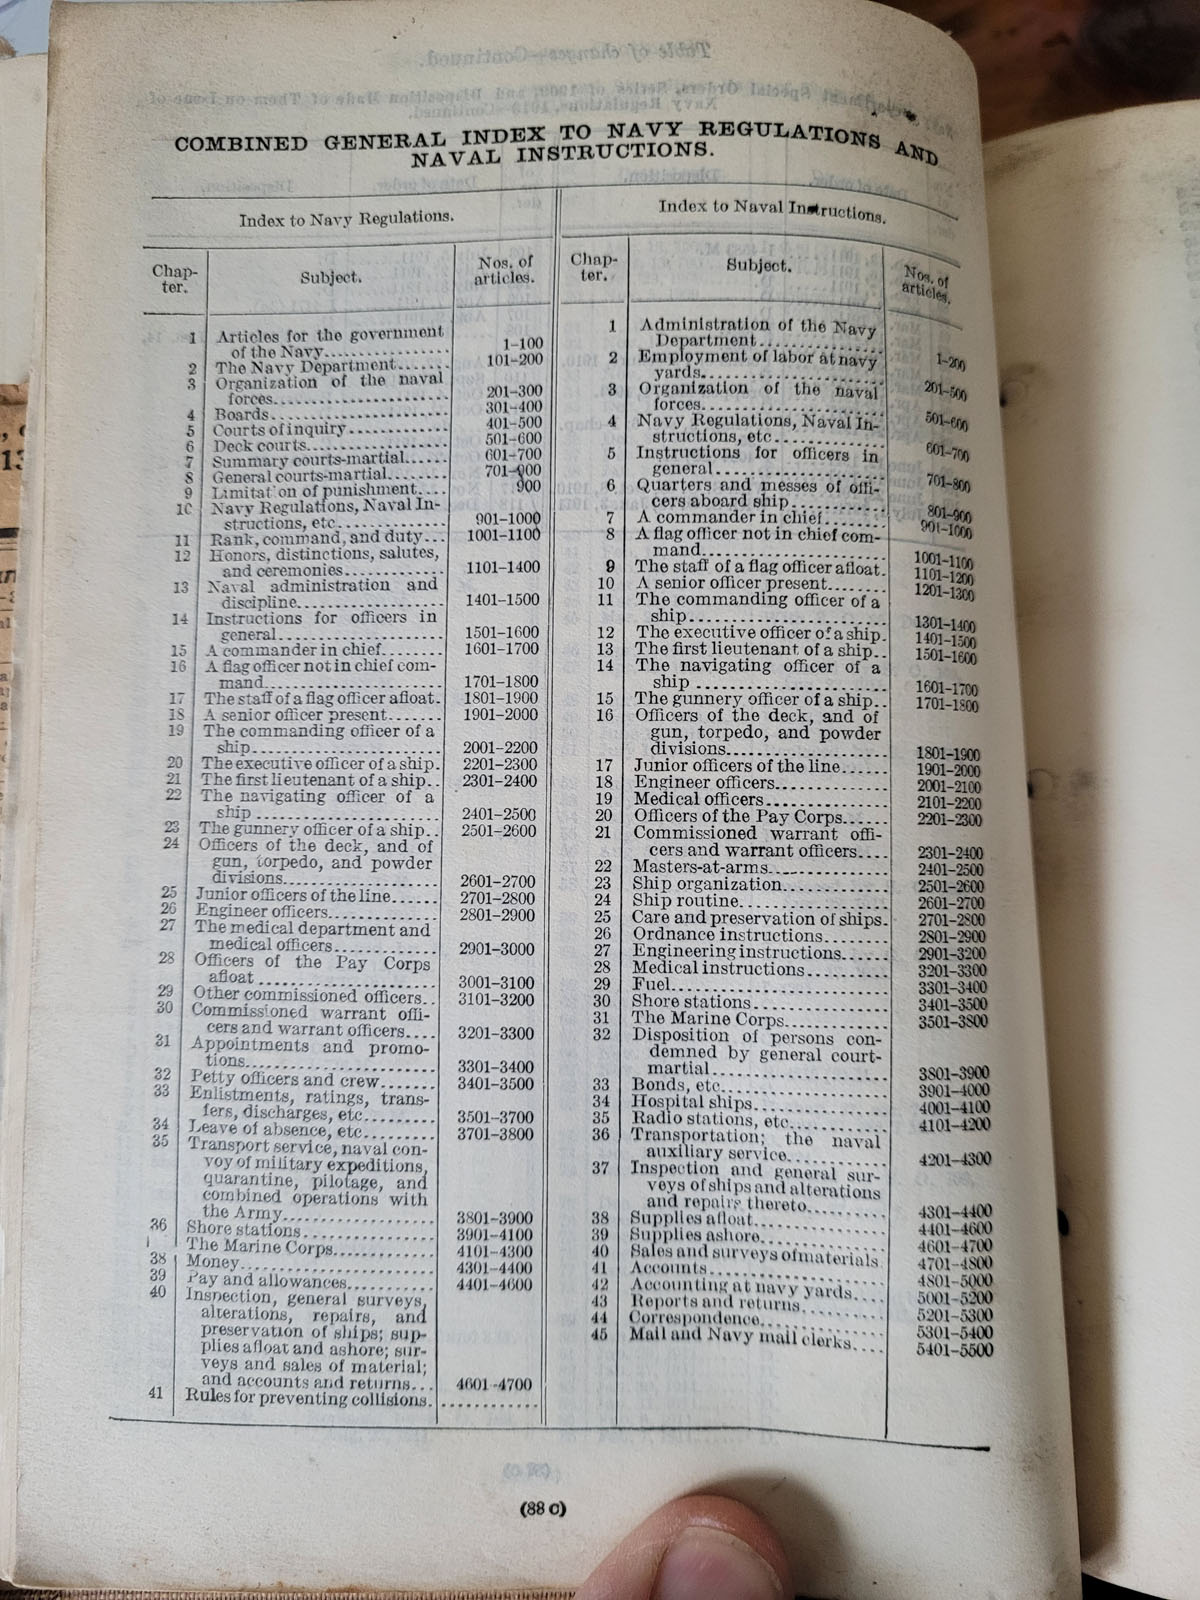 COMBINED GENERAL INDEX TO NAVY REGULATIONS AND
NAVAL INSTRUCTIONS.
Index to Navy Regulations.
Chap-
ter.
Subject.
Nos. of
articles.
1 Articles for the government
of the Navy.................. 1-100
2 The Navy Department....... 101-200
3 Organization of the naval
forces......................... 201-300
4 Boards......................... 301-400
5 Courts of inquiry............. 401-500
6 Deck courts................... 501-600
7 Summary courts-martial...... 601-700
8 General courts-martial........ 701-900
9 Limitation of punishment.... 900
10 Navy Regulations, Naval In-
structions, etc............... 901-1000
11 Rank, command, and duty... 1001-1100
12 Honors, distinctions, salutes,
and ceremonies............. 1101-1400
13 Naval administration and
discipline................... 1401-1500
14 Instructions for officers in
general..................... 1501-1600
15 A commander in chief........ 1601-1700
16 A flag officer not in chief com-
mand........................ 1701-1800
17 The staff of a flag officer afloat. 1801-1900
18 A senior officer present....... 1901-2000
19 The commanding officer of a
ship......................... 2001-2200
20 The executive officer of a ship. 2201-2300
21 The first lieutenant of a ship.. 2301-2400
22 The navigating officer of a
ship ........................ 2401-2500
23 The gunnery officer of a ship.. 2501-2600
24 Officers of the deck, and of
gun, torpedo, and powder
divisions.................... 2601-2700
25 Junior officers of the line...... 2701-2800
26 Engineer officers.............. 2801-2900
27 The medical department and
medical officers............. 2901-3000
28 Officers of the Pay Corps
afloat ....................... 3001-3100
29 Other commissioned officers.. 3101-3200
30 Commissioned warrant offi-
cers and warrant officers.... 3201-3300
31 Appointments and promo-
tions......................... 3301-3400
32 Petty officers and crew....... 3401-3500
33 Enlistments, ratings, trans-
fers, discharges, etc......... 3501-3700
34 Leave of absence, etc......... 3701-3800
35 Transport service, naval con-
voy of military expeditions,
quarantine, pilotage, and
combined operations with
the Army.................... 3801-3900
36 Shore stations................. 3901-4100
The Marine Corps............ 4101-4300
38 Money......................... 4301-4400
39 Pay and allowances........... 4401-4600
40 Inspection, general surveys,
alterations, repairs, and
preservation of ships; sup-
plies afloat and ashore; sur-
veys and sales of material;
and accounts and returns... 4601-4700
41 Rules for preventing collisions. ............
Index to Naval Instructions.
Chap-
ter.
Subject.
Nos. of
articles.
1 Administration of the Navy
Department.................. 1-200
2 Employment of labor at navy
yards......................... 201-500
3 Organization of the naval
forces......................... 501-600
4 Navy Regulations, Naval In-
structions, etc............... 601-700
5 Instructions for officers in
general...................... 701-800
6 Quarters and messes of offi-
cers aboard ship............. 801-900
7 A commander in chief........ 901-1000
8 A flag officer not in chief com-
mand......................... 1001-1100
9 The staff of a flag officer afloat. 1101-1200
10 A senior officer present........ 1201-1300
11 The commanding officer of a
ship.......................... 1301-1400
12 The executive officer of a ship. 1401-1500
13 The first lieutenant of a ship.. 1501-1600
14 The navigating officer of a
ship ......................... 1601-1700
15 The gunnery officer of a ship.. 1701-1800
16 Officers of the deck, and of
gun, torpedo, and powder
divisions..................... 1801-1900
17 Junior officers of the line...... 1901-2000
18 Engineer officers.............. 2001-2100
19 Medical officers............... 2101-2200
20 Officers of the Pay Corps...... 2201-2300
21 Commissioned warrant offi-
cers and warrant officers.... 2301-2400
22 Masters-at-arms............... 2401-2500
23 Ship organization............. 2501-2600
24 Ship routine................... 2601-2700
25 Care and preservation of ships. 2701-2800
26 Ordnance instructions........ 2801-2900
27 Engineering instructions...... 2901-3200
28 Medical instructions.......... 3201-3300
29 Fuel........................... 3301-3400
30 Shore stations................. 3401-3500
31 The Marine Corps............. 3501-3800
32 Disposition of persons con-
demned by general court-
martial...................... 3801-3900
33 Bonds, etc.................... 3901-4000
34 Hospital ships................. 4001-4100
35 Radio stations, etc............ 4101-4200
36 Transportation; the naval
auxiliary service............. 4201-4300
37 Inspection and general sur-
veys of ships and alterations
and repairs thereto.......... 4301-4400
38 Supplies afloat................ 4401-4600
39 Supplies ashore............... 4601-4700
40 Sales and surveys of materials. 4701-4800
41 Accounts...................... 4801-5000
42 Accounting at navy yards.... 5001-5200
43 Reports and returns.......... 5201-5300
44 Correspondence............... 5301-5400
45 Mail and Navy mail clerks.... 5401-5500
(88 c)